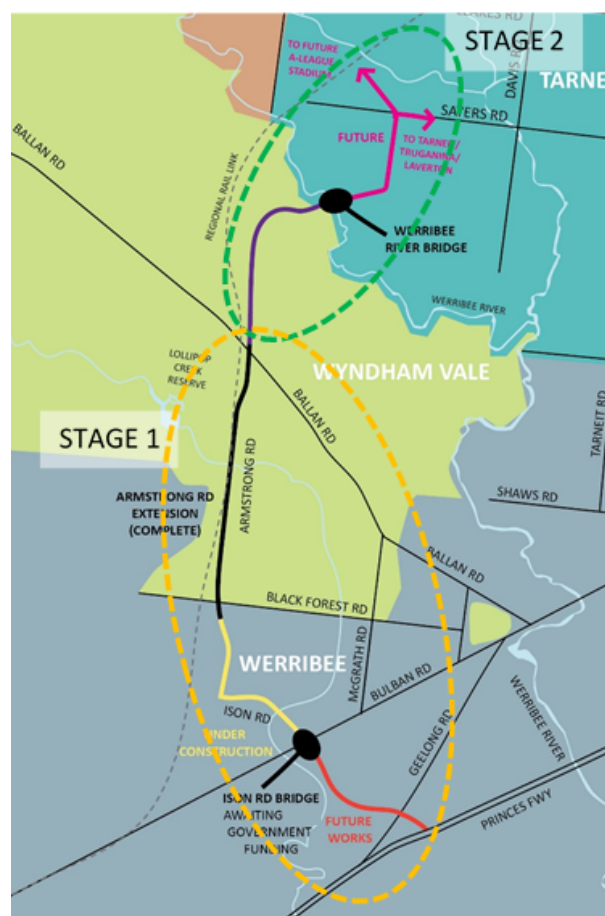 CLARKES RD
STAGE 2
TO FUTURE
A-LEAGUE
STADIUM
DAVIS RD
TARNEI
SAYERS RD
FUTURE
TO TARNEIT/
TRUGANINA/
LAVERTON
BALLAN RD
REGIONAL RAIL LINK
WERRIBEE
RIVER BRIDGE
WERRIBEE RIVER
LOLLIPOP
CREEK
RESERVE
WYNDHAM VALE
BALLAN RD
STAGE 1
TARNEIT RD
ARMSTRONG RD
ARMSTRONG RD
EXTENSION
(COMPLETE)
SHAWS RD
BALLAN RD
BLACK FOREST RD
McGRATH RD
WERRIBEE
BULBAN RD
ISON RD
UNDER
CONSTRUCTION
GEELONG RD
WERRIBEE
RIVER
ISON RD BRIDGE
AWAITING
GOVERNMENT
FUNDING
FUTURE
WORKS
PRINCES FWY